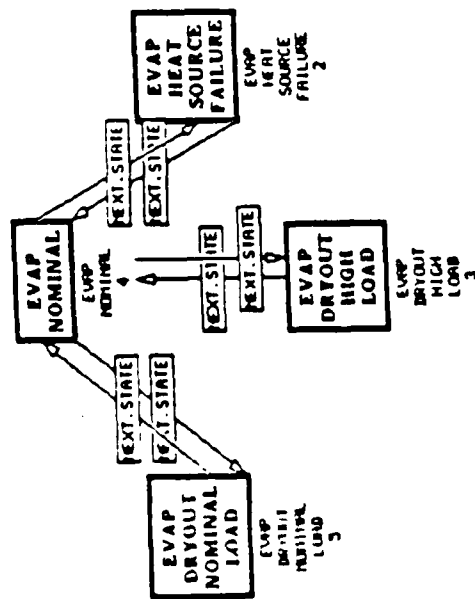 EVAP
HEAT
SOURCE
FAILURE
EVAP
HEAT
SOURCE
FAILURE
2
NEXT.STATE
NEXT.STATE
EVAP
NOMINAL
EVAP
NOMINAL
4
NEXT.STATE
NEXT.STATE
EVAP
DRYOUT
HIGH
LOAD
EVAP
DRYOUT
HIGH
LOAD
3
NEXT.STATE
NEXT.STATE
EVAP
DRYOUT
NOMINAL
LOAD
EVAP
DRYOUT
NOMINAL
LOAD
5